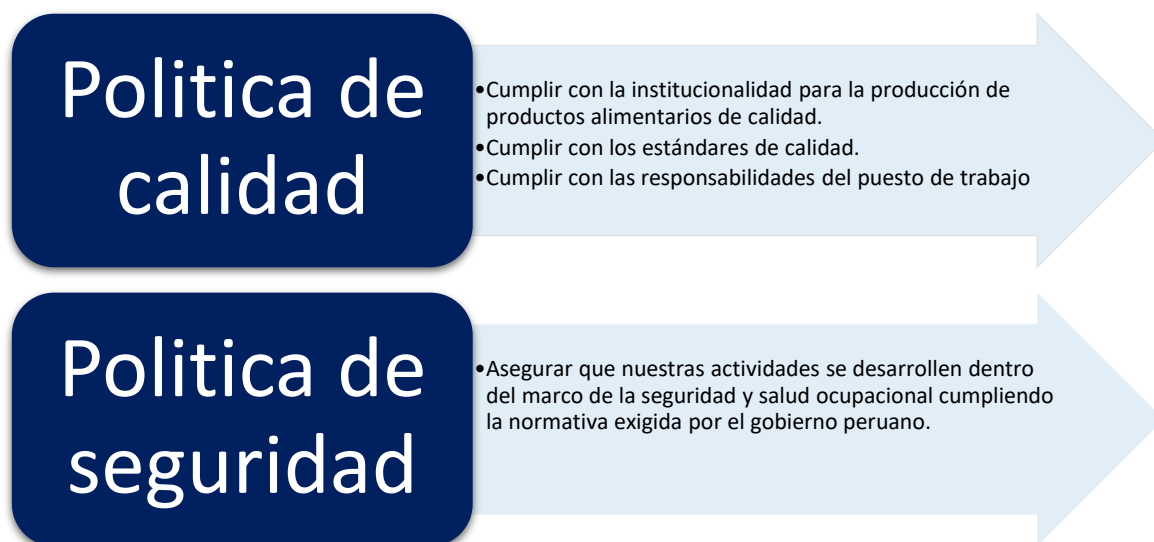 Politica de
calidad
•Cumplir con la institucionalidad para la producción de
productos alimentarios de calidad.
•Cumplir con los estándares de calidad.
•Cumplir con las responsabilidades del puesto de trabajo
Politica de
seguridad
•Asegurar que nuestras actividades se desarrollen dentro
del marco de la seguridad y salud ocupacional cumpliendo
la normativa exigida por el gobierno peruano.